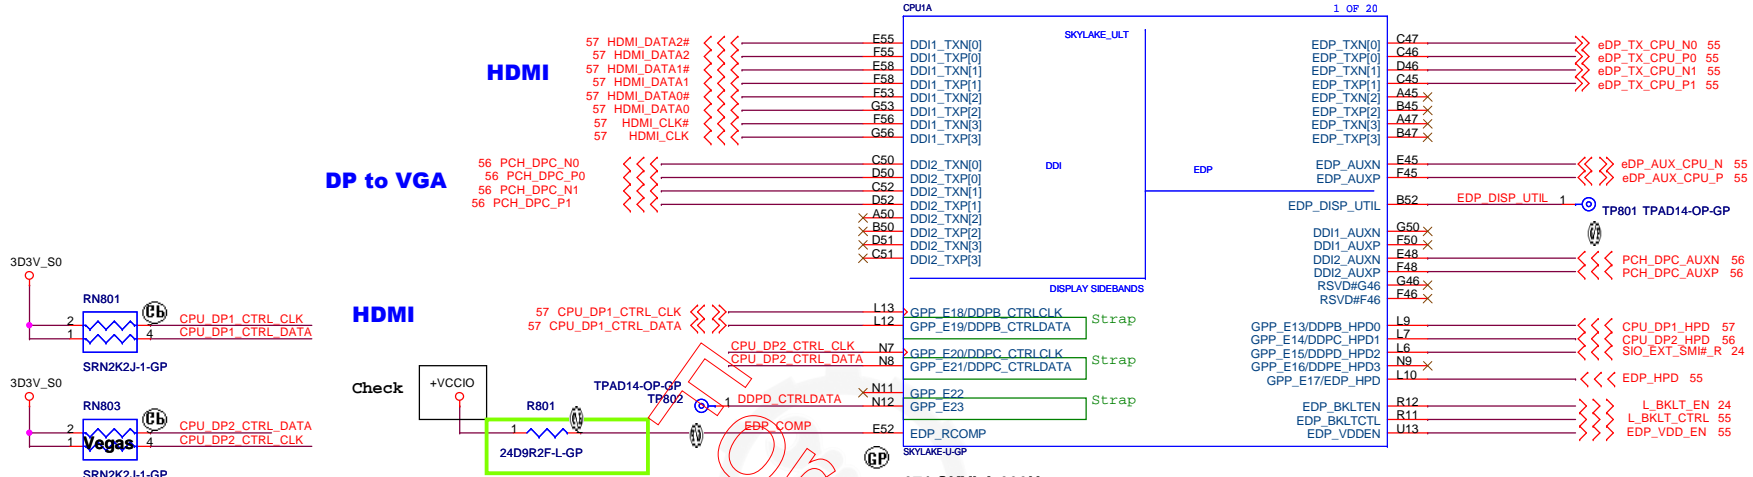 CPU1A
1 OF 20
SKYLAKE_ULT
HDMI
57 HDMI_DATA2# E55 DDI1_TXN[0]
57 HDMI_DATA2 F55 DDI1_TXP[0]
57 HDMI_DATA1# E58 DDI1_TXN[1]
57 HDMI_DATA1 F58 DDI1_TXP[1]
57 HDMI_DATA0# F53 DDI1_TXN[2]
57 HDMI_DATA0 G53 DDI1_TXP[2]
57 HDMI_CLK# F56 DDI1_TXN[3]
57 HDMI_CLK G56 DDI1_TXP[3]
DP to VGA
56 PCH_DPC_N0 C50 DDI2_TXN[0]
56 PCH_DPC_P0 D50 DDI2_TXP[0]
56 PCH_DPC_N1 C52 DDI2_TXN[1]
56 PCH_DPC_P1 D52 DDI2_TXP[1]
A50 DDI2_TXN[2]
B50 DDI2_TXP[2]
D51 DDI2_TXN[3]
C51 DDI2_TXP[3]
DDI
EDP
EDP_TXN[0] C47 eDP_TX_CPU_N0 55
EDP_TXP[0] C46 eDP_TX_CPU_P0 55
EDP_TXN[1] D46 eDP_TX_CPU_N1 55
EDP_TXP[1] C45 eDP_TX_CPU_P1 55
EDP_TXN[2] A45
EDP_TXP[2] B45
EDP_TXN[3] A47
EDP_TXP[3] B47
EDP_AUXN E45 eDP_AUX_CPU_N 55
EDP_AUXP F45 eDP_AUX_CPU_P 55
EDP_DISP_UTIL B52 EDP_DISP_UTIL 1 TP801 TPAD14-OP-GP
DDI1_AUXN G50
DDI1_AUXP F50
DDI2_AUXN E48 PCH_DPC_AUXN 56
DDI2_AUXP F48 PCH_DPC_AUXP 56
RSVD#G46 G46
RSVD#F46 F46
DISPLAY SIDEBANDS
3D3V_S0
RN801
2 CPU_DP1_CTRL_CLK
1 4 CPU_DP1_CTRL_DATA
SRN2K2J-1-GP
3D3V_S0
RN803
2 CPU_DP2_CTRL_DATA
1 Vegas 4 CPU_DP2_CTRL_CLK
SRN2K2J-1-GP
HDMI
57 CPU_DP1_CTRL_CLK L13 GPP_E18/DDPB_CTRLCLK
57 CPU_DP1_CTRL_DATA L12 GPP_E19/DDPB_CTRLDATA Strap
CPU_DP2_CTRL_CLK N7 GPP_E20/DDPC_CTRLCLK
CPU_DP2_CTRL_DATA N8 GPP_E21/DDPC_CTRLDATA Strap
Check
+VCCIO
TPAD14-OP-GP
TP802
N11 GPP_E22
1 DDPD_CTRLDATA N12 GPP_E23 Strap
R801
1 EDP_COMP E52 EDP_RCOMP
24D9R2F-L-GP
GP
SKYLAKE-U-GP
GPP_E13/DDPB_HPD0 L9 CPU_DP1_HPD 57
GPP_E14/DDPC_HPD1 L7 CPU_DP2_HPD 56
GPP_E15/DDPD_HPD2 L6 SIO_EXT_SMI#_R 24
GPP_E16/DDPE_HPD3 N9
GPP_E17/EDP_HPD L10 EDP_HPD 55
EDP_BKLTEN R12 L_BKLT_EN 24
EDP_BKLTCTL R11 L_BKLT_CTRL 55
EDP_VDDEN U13 EDP_VDD_EN 55